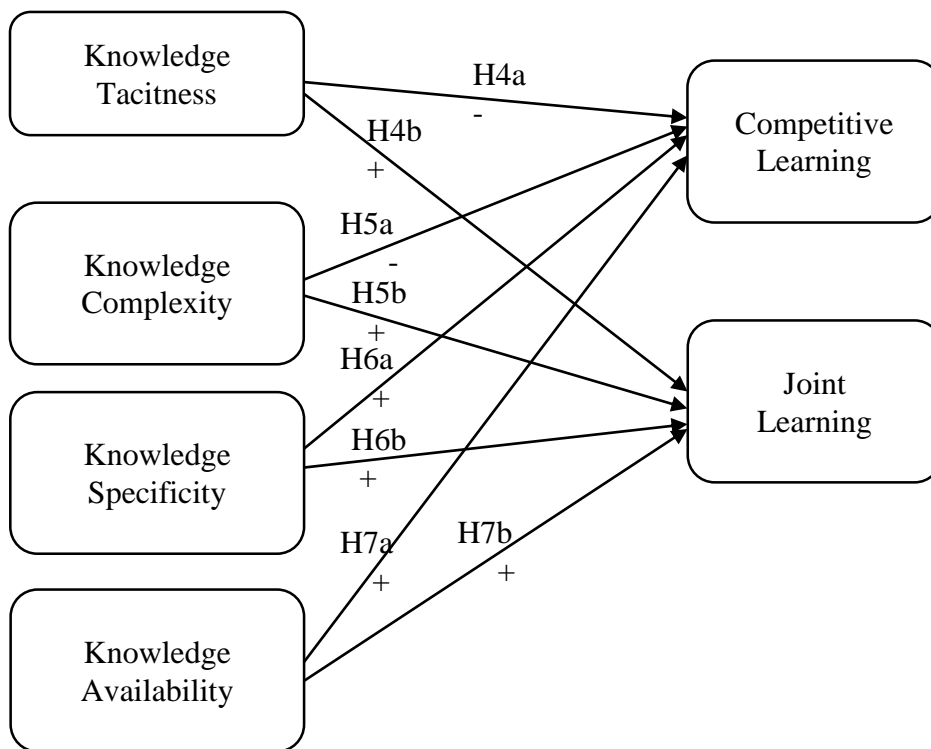 Knowledge
Tacitness
H4a
-
H4b
+
Competitive
Learning
Knowledge
Complexity
H5a
-
H5b
+
Knowledge
Specificity
H6a
+
H6b
+
Joint
Learning
Knowledge
Availability
H7a
+
H7b
+